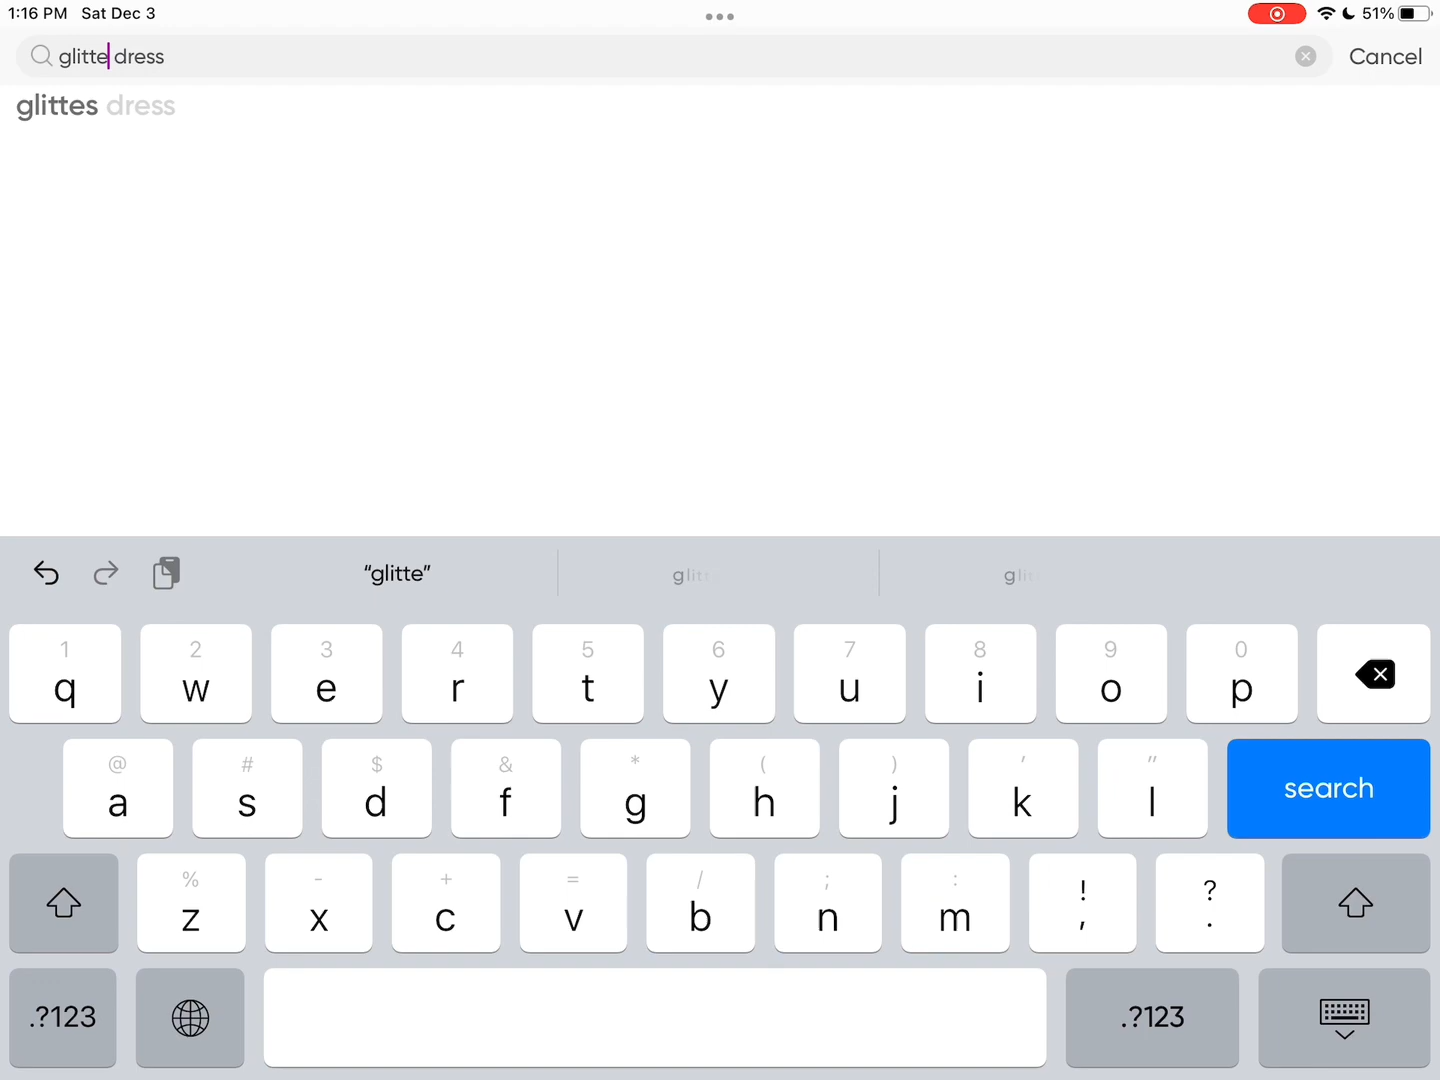 1:16 PM Sat Dec 3
51%
glitte dress
Cancel
glittes dress
“glitte”
1 2 3 4 5 6 7 8 9 0
q w e r t y u i o p
@ # $ & * ( ) ' "
a s d f g h j k l
search
% - + = / ; : ! ?
z x c v b n m , .
.?123
.?123